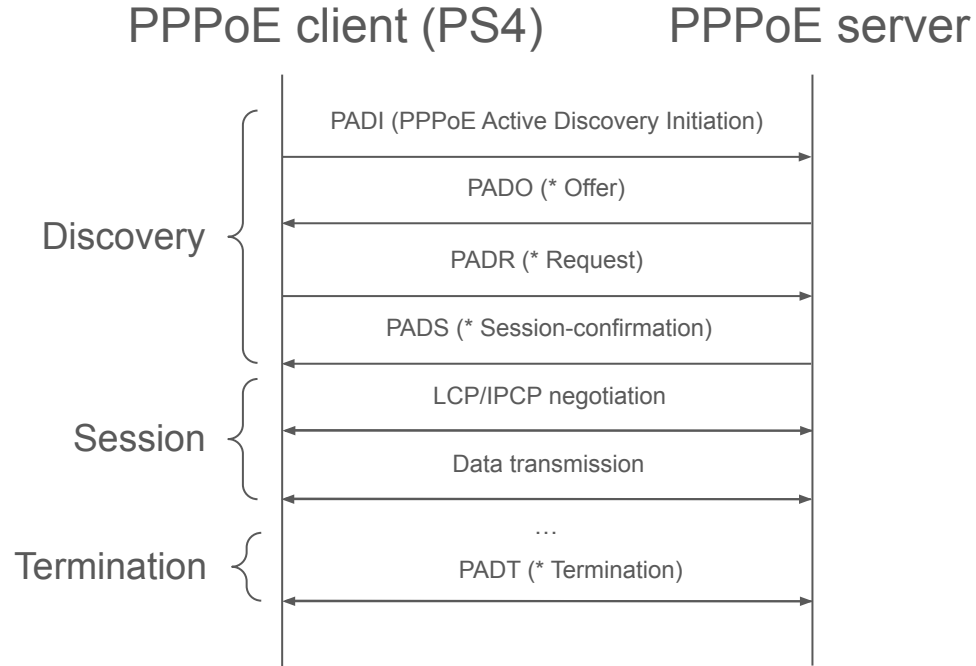 PPPoE client (PS4)
PPPoE server
Discovery
PADI (PPPoE Active Discovery Initiation)
PADO (* Offer)
PADR (* Request)
PADS (* Session-confirmation)
Session
LCP/IPCP negotiation
Data transmission
…
Termination
PADT (* Termination)